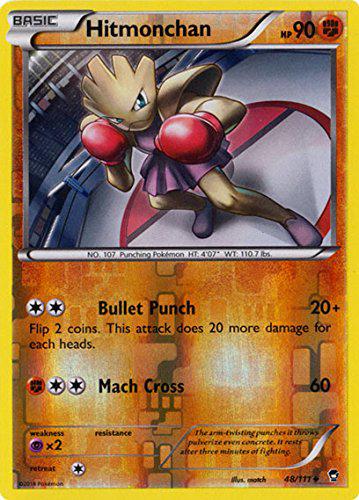 BASIC
Hitmonchan HP 90
NO. 107 Punching Pokémon HT: 4'07" WT: 110.7 lbs.
Bullet Punch 20+
Flip 2 coins. This attack does 20 more damage for
each heads.
Mach Cross 60
weakness resistance
×2
The arm-twisting punches it throws
pulverize even concrete. It rests
after three minutes of fighting.
retreat
©2014 Pokémon Illus. match 48/111